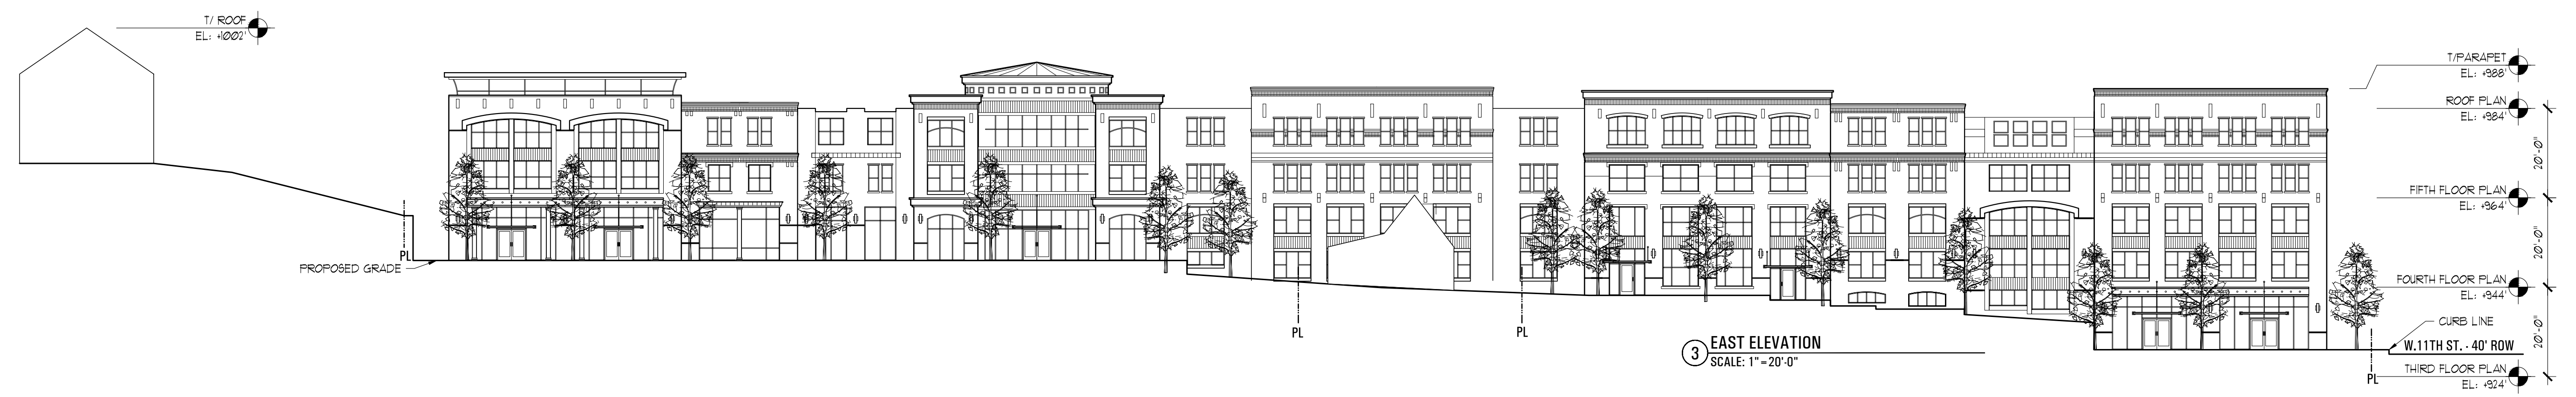 T/ ROOF
EL: +1002'
T/PARAPET
EL: +988'
ROOF PLAN
EL: +984'
20'-0"
FIFTH FLOOR PLAN
EL: +964'
20'-0"
FOURTH FLOOR PLAN
EL: +944'
20'-0"
PL
PROPOSED GRADE
PL
PL
3
EAST ELEVATION
SCALE: 1"=20'-0"
CURB LINE
W.11TH ST. - 40' ROW
PL
THIRD FLOOR PLAN
EL: +924'